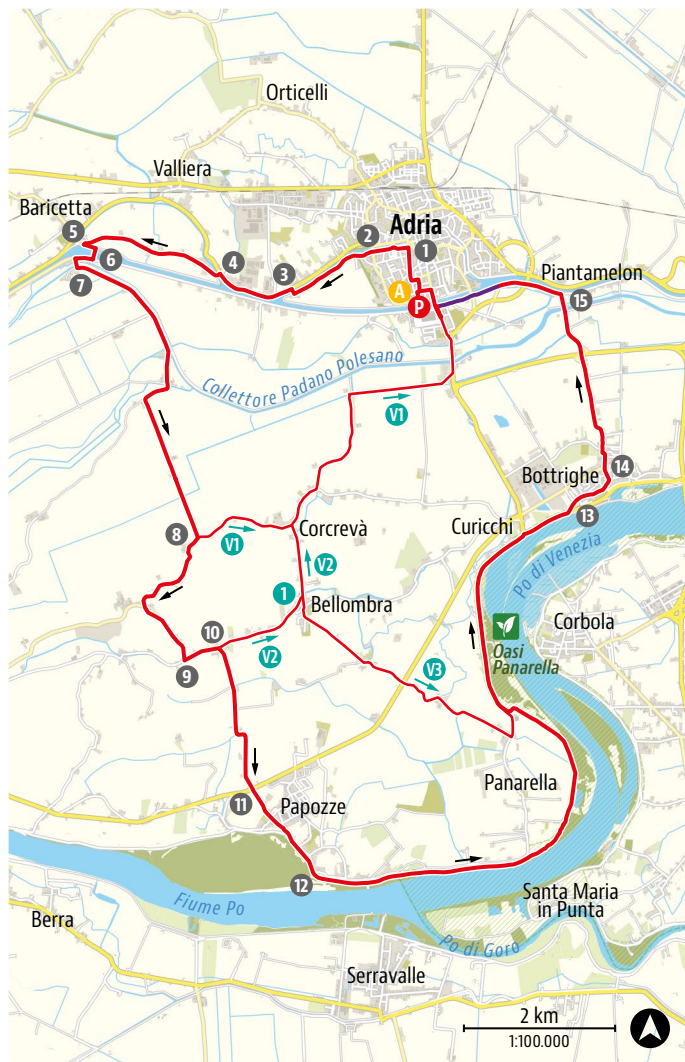 Orticelli
Valliera
Baricetta
Adria
5
2
1
6
4
3
7
A
P
Piantamelon
15
Collettore Padano Polesano
V1
Bottrighe
14
13
Curicchi
8
V1
Corcrevà
Po di Venezia
V2
1
Bellombra
Corbola
Oasi
Panarella
10
V2
9
V3
Panarella
11
Papozze
12
Santa Maria
in Punta
Fiume Po
Berra
Po di Goro
Serravalle
2 km
1:100.000